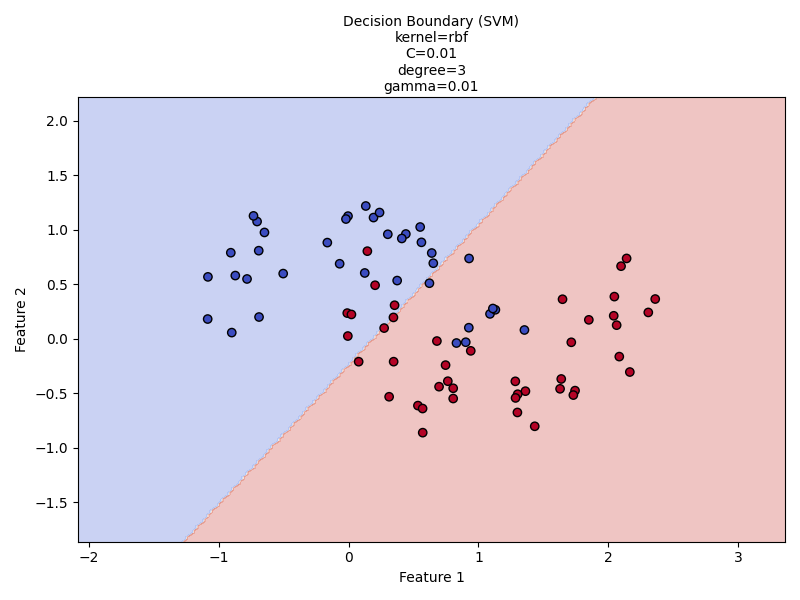 Decision Boundary (SVM)
kernel=rbf
C=0.01
degree=3
gamma=0.01
2.0
1.5
1.0
0.5
0.0
−0.5
−1.0
−1.5
Feature 2
−2
−1
0
1
2
3
Feature 1